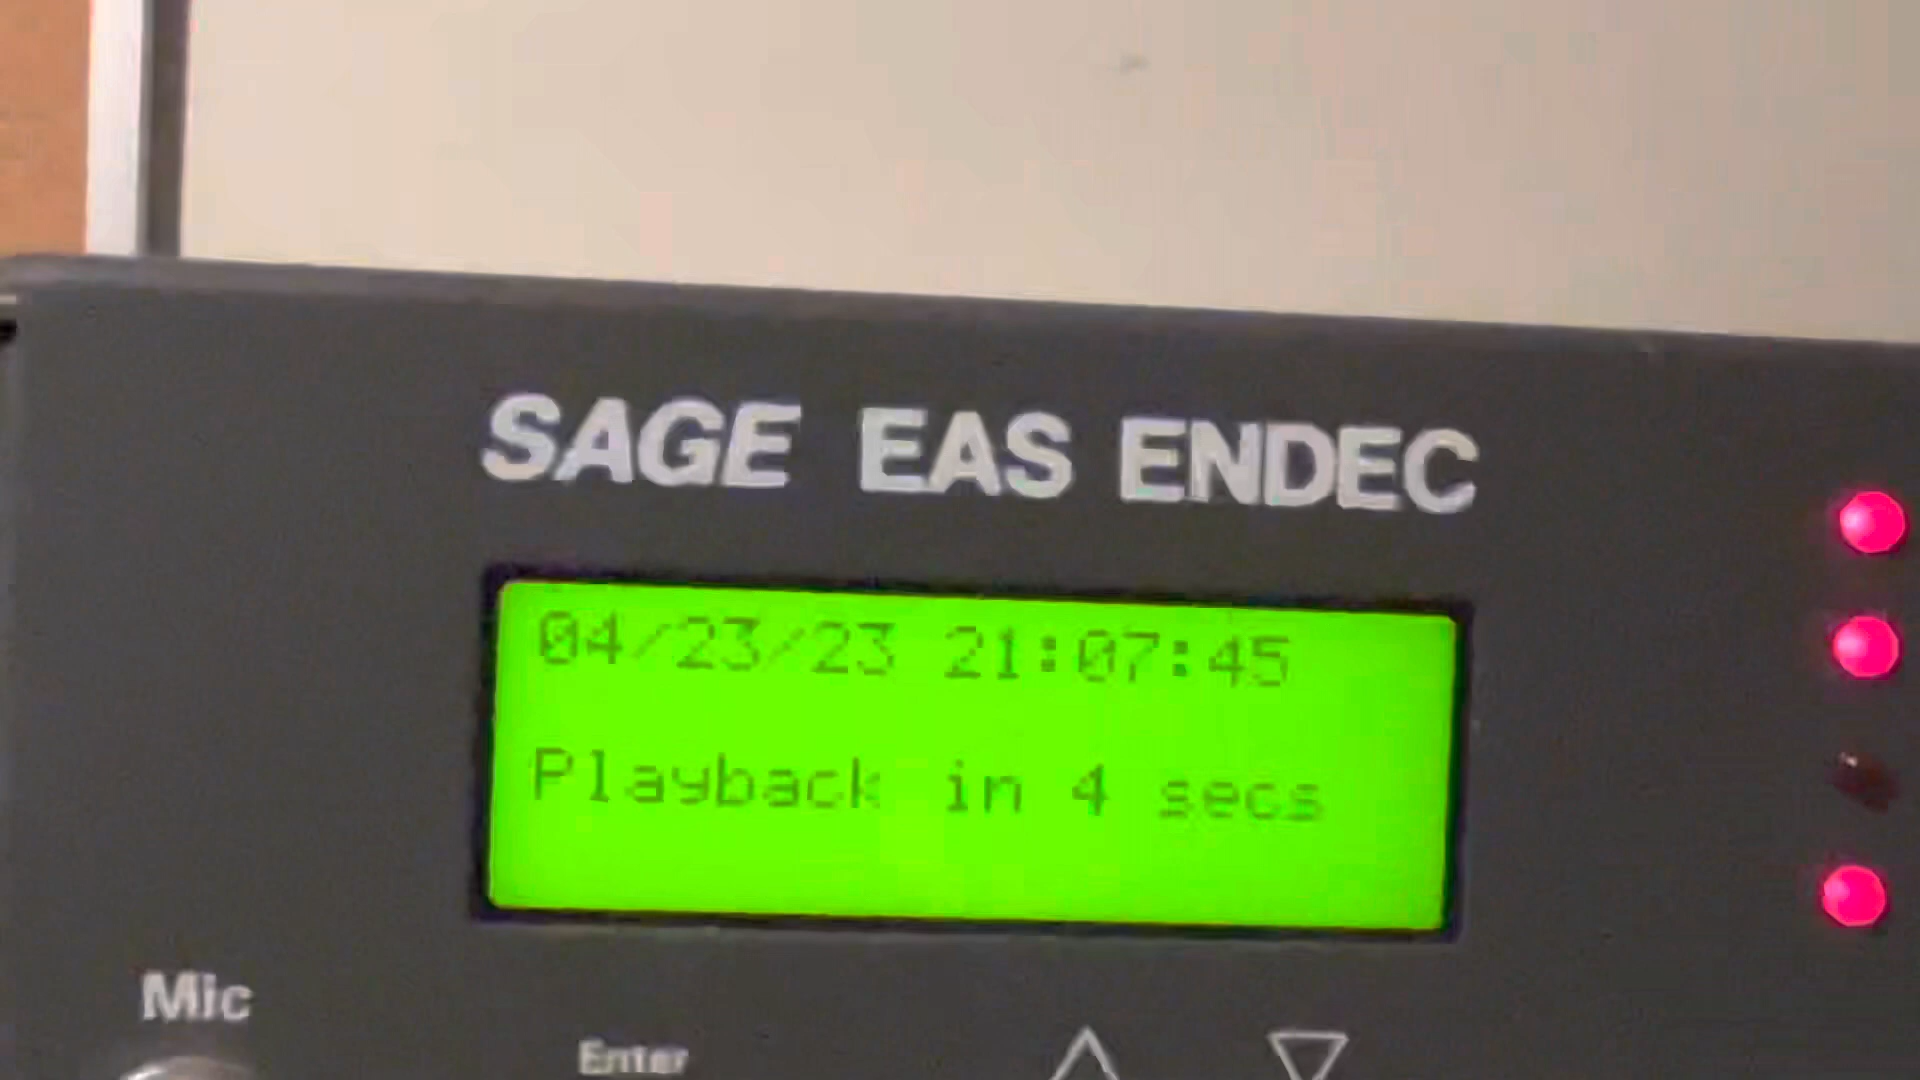 SAGE EAS ENDEC
04/23/23 21:07:45
Playback in 4 secs
Mic
Enter